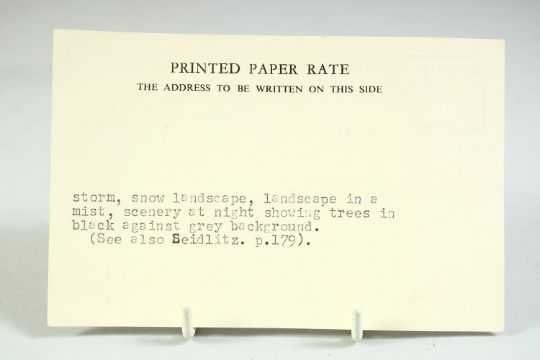 PRINTED PAPER RATE
THE ADDRESS TO BE WRITTEN ON THIS SIDE
storm, snow landscape, landscape in a
mist, scenery at night showing trees in
black against grey background.
(See also Seidlitz. p.179).